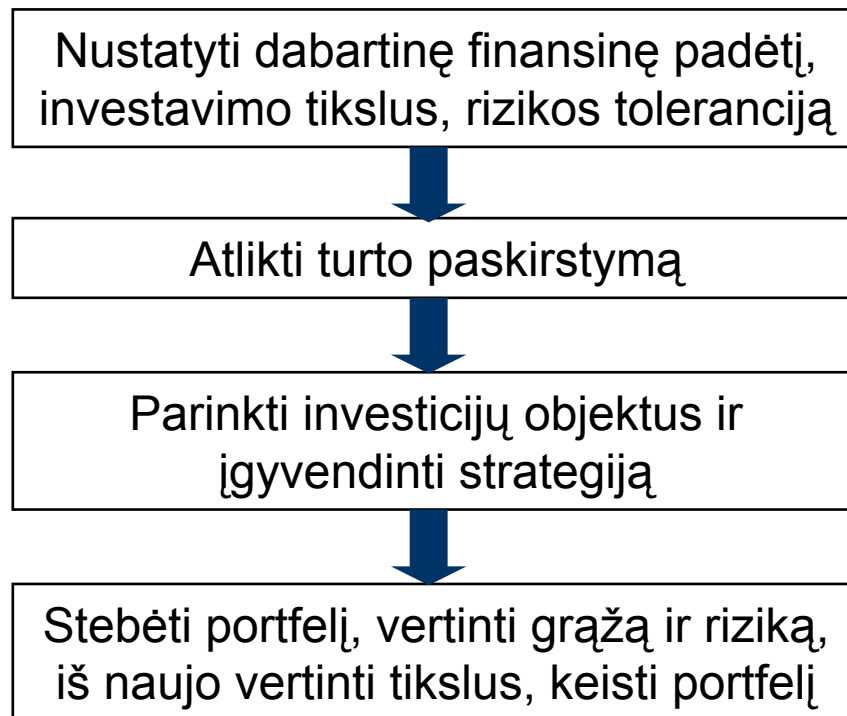 Nustatyti dabartinę finansinę padėtį,
investavimo tikslus, rizikos toleranciją
Atlikti turto paskirstymą
Parinkti investicijų objektus ir
įgyvendinti strategiją
Stebėti portfelį, vertinti grąžą ir riziką,
iš naujo vertinti tikslus, keisti portfelį